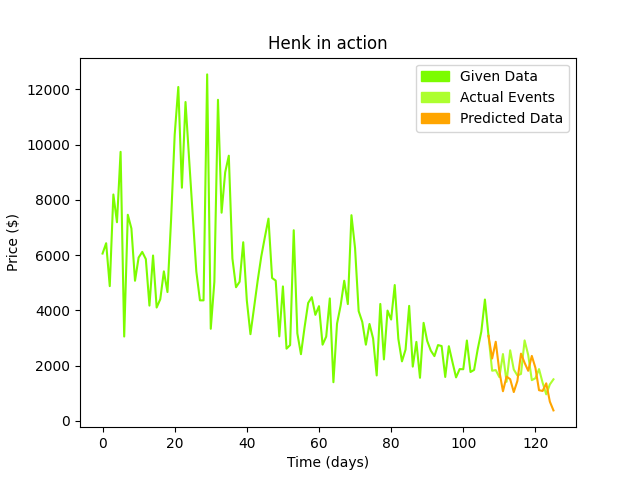 Henk in action
Given Data
Actual Events
Predicted Data
Price ($)
12000
10000
8000
6000
4000
2000
0
0 20 40 60 80 100 120
Time (days)